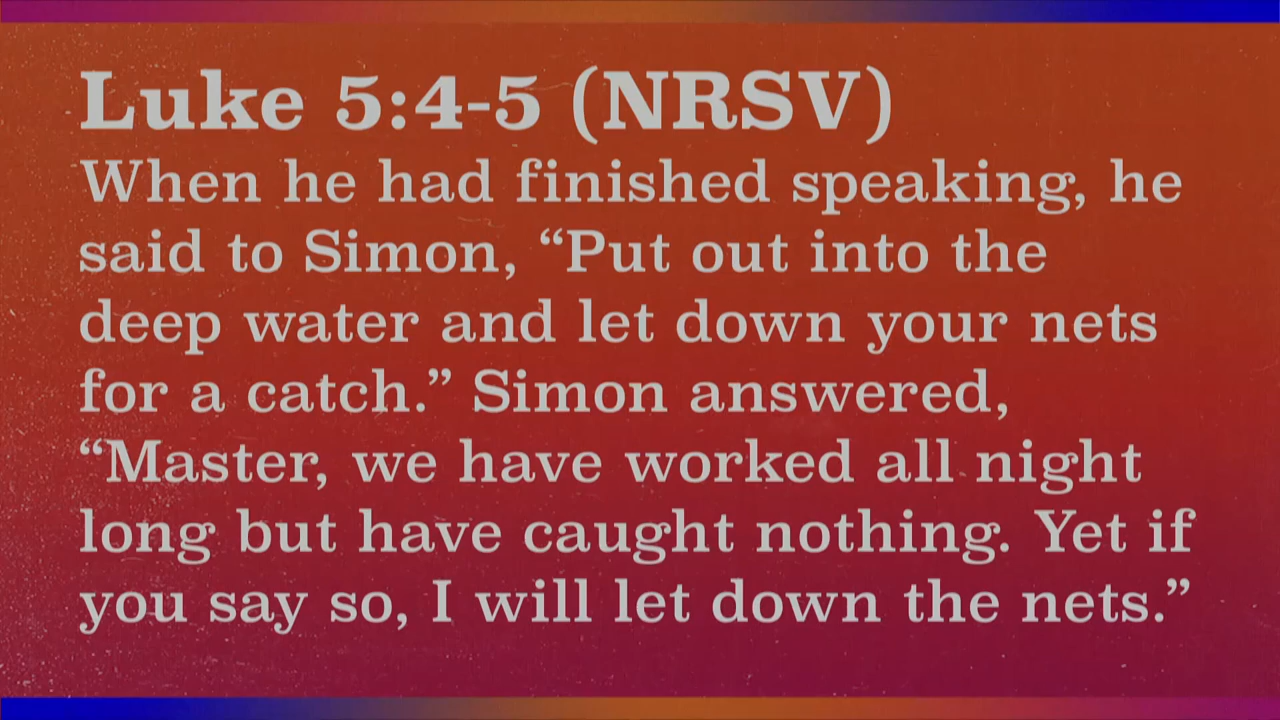 Luke 5:4-5 (NRSV)
When he had finished speaking, he
said to Simon, “Put out into the
deep water and let down your nets
for a catch.” Simon answered,
“Master, we have worked all night
long but have caught nothing. Yet if
you say so, I will let down the nets.”